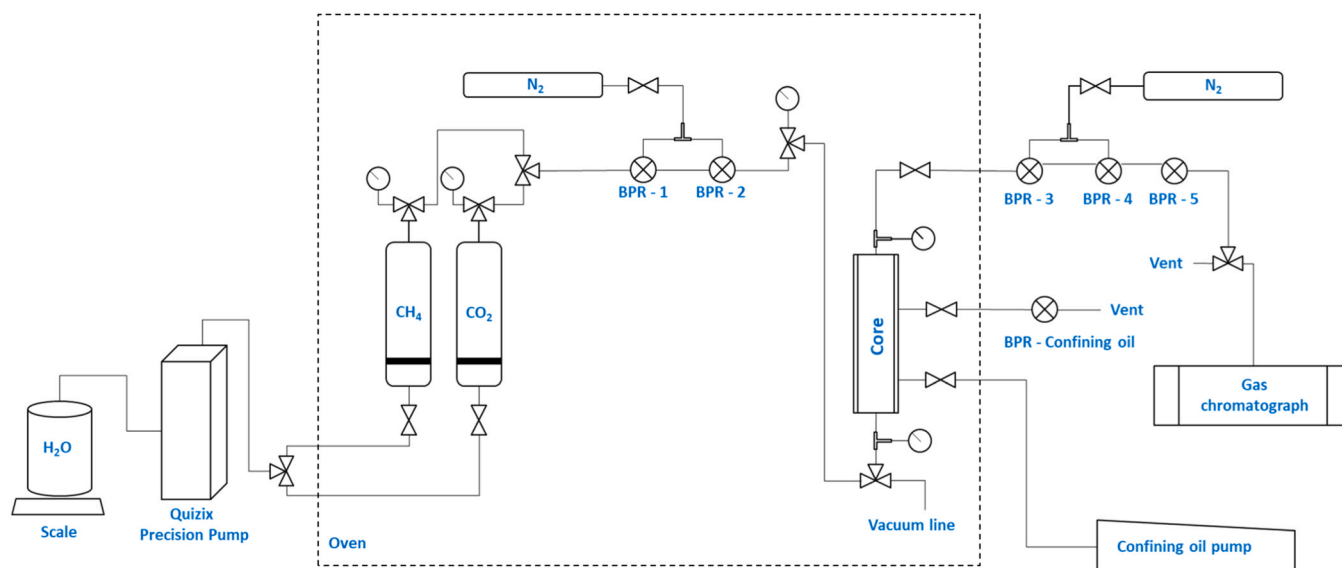 N₂
N₂
BPR - 1
BPR - 2
BPR - 3
BPR - 4
BPR - 5
Vent
CH₄
CO₂
Core
Vent
BPR - Confining oil
Gas
chromatograph
H₂O
Scale
Quizix
Precision Pump
Vacuum line
Oven
Confining oil pump